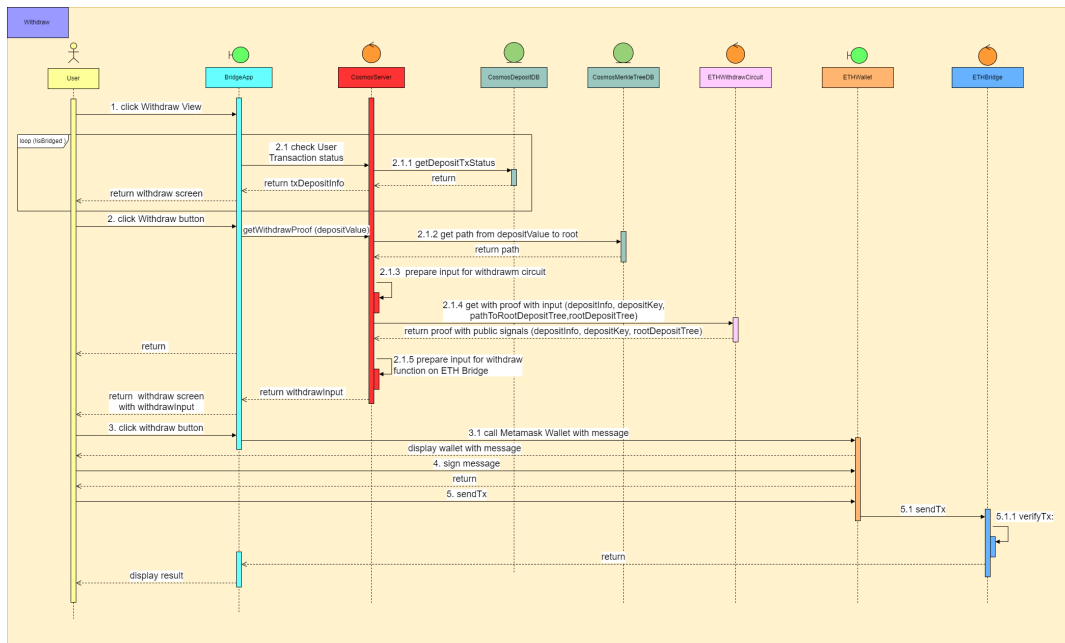 Withdraw
User
BridgeApp
CosmosServer
CosmosDepositDB
CosmosMerkleTreeDB
ETHWithdrawCircuit
ETHWallet
ETHBridge
1. click Withdraw View
loop (!isBridged )
2.1 check User
Transaction status
2.1.1 getDepositTxStatus
return
return txDepositInfo
return withdraw screen
2. click Withdraw button
getWithdrawProof (depositValue)
2.1.2 get path from depositValue to root
return path
2.1.3 prepare input for withdrawm circuit
2.1.4 get with proof with input (depositInfo, depositKey,
pathToRootDepositTree,rootDepositTree)
return proof with public signals (depositInfo, depositKey, rootDepositTree)
return
2.1.5 prepare input for withdraw
function on ETH Bridge
return withdrawInput
return withdraw screen
with withdrawInput
3. click withdraw button
3.1 call Metamask Wallet with message
display wallet with message
4. sign message
return
5. sendTx
5.1 sendTx
5.1.1 verifyTx:
return
display result